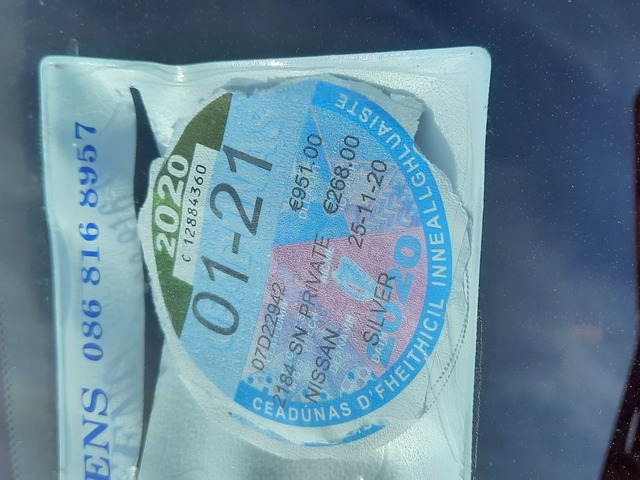 ENS 086 816 8957
2020
C 12884360
01-21
€951.00
€268.00
25-11-20
07D22942
2184 SN PRIVATE
NISSAN
SILVER
2020
CEADÚNAS D'FHEITHICIL INNEALLGHLUAISTE